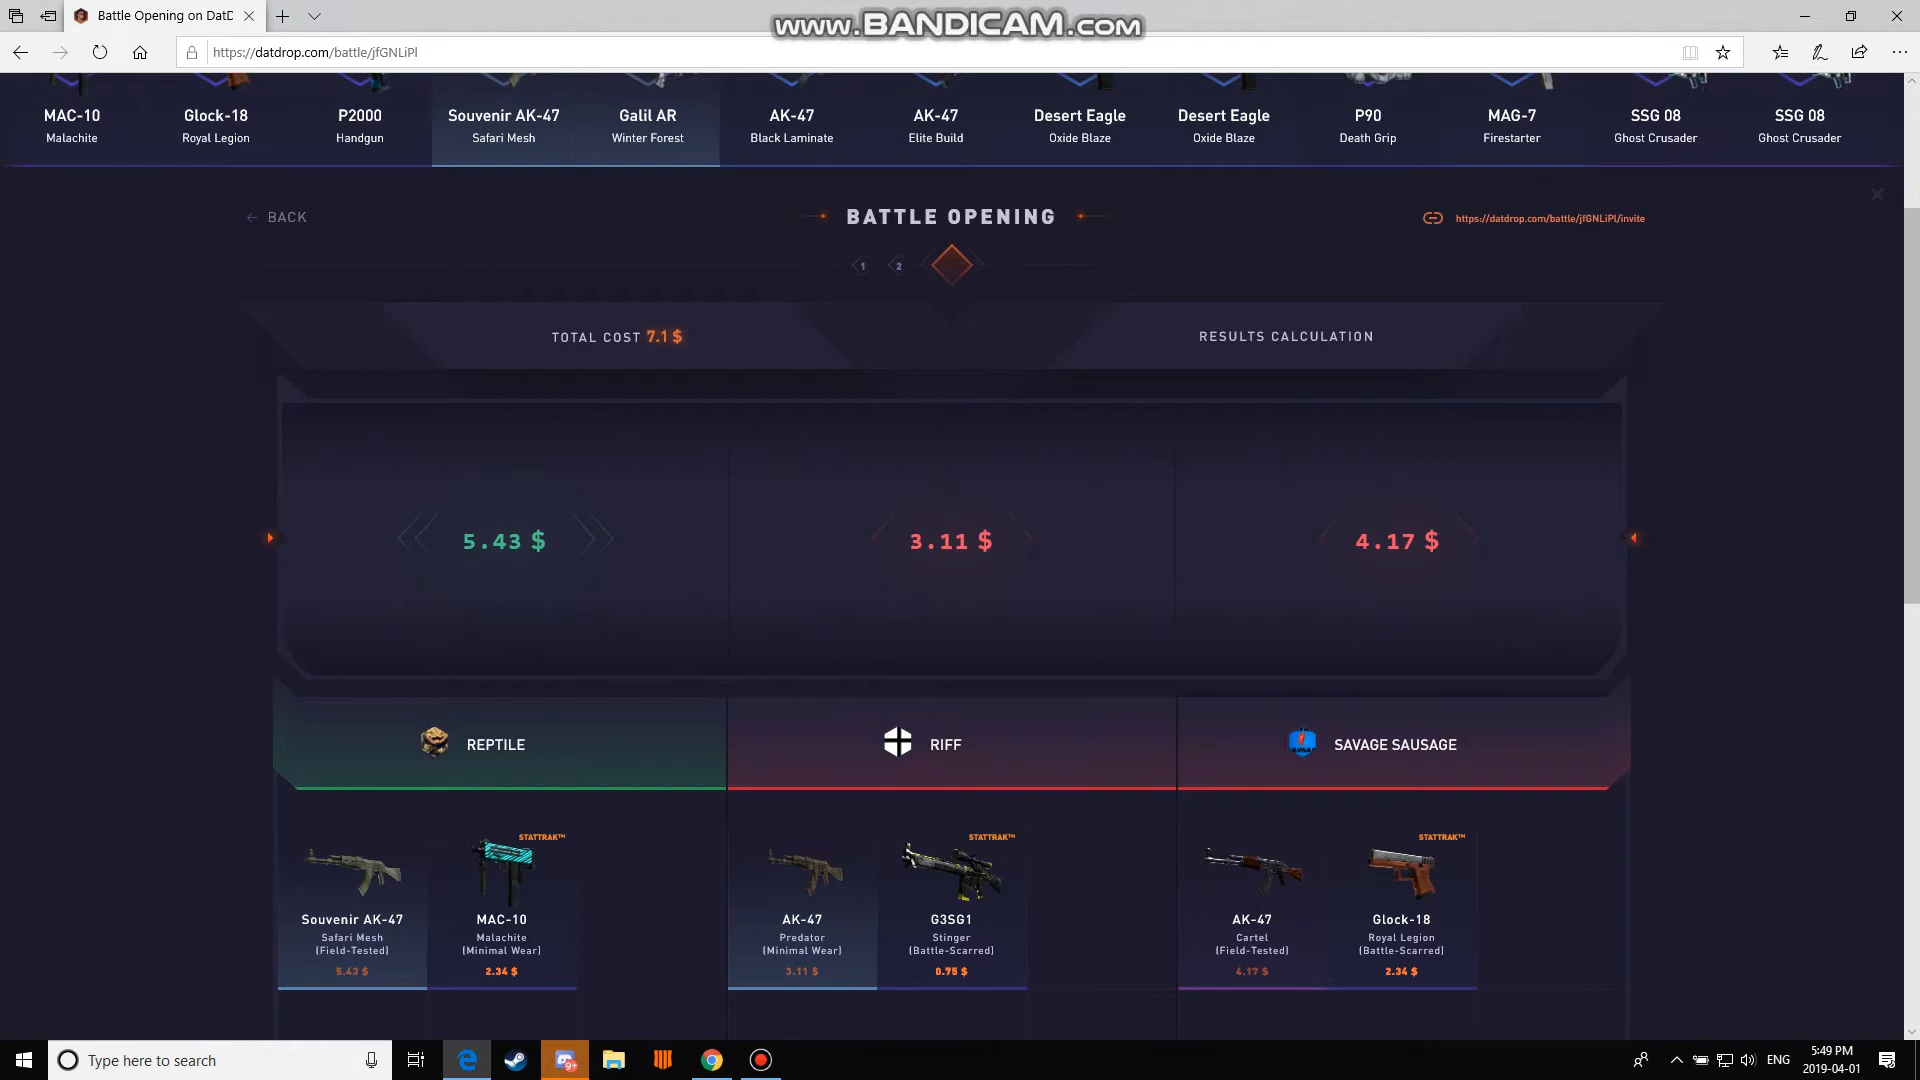 Battle Opening on DatD
www.BANDICAM.com
https://datdrop.com/battle/jfGNLiPl
MAC-10
Malachite
Glock-18
Royal Legion
P2000
Handgun
Souvenir AK-47
Safari Mesh
Galil AR
Winter Forest
AK-47
Black Laminate
AK-47
Elite Build
Desert Eagle
Oxide Blaze
Desert Eagle
Oxide Blaze
P90
Death Grip
MAG-7
Firestarter
SSG 08
Ghost Crusader
SSG 08
Ghost Crusader
BACK
BATTLE OPENING
https://datdrop.com/battle/jfGNLiPl/invite
1 2
TOTAL COST 7.1 $
RESULTS CALCULATION
5.43 $
3.11 $
4.17 $
REPTILE
RIFF
SAVAGE SAUSAGE
Souvenir AK-47
Safari Mesh
(Field-Tested)
5.43 $
STATTRAK™
MAC-10
Malachite
(Minimal Wear)
2.34 $
AK-47
Predator
(Minimal Wear)
3.11 $
STATTRAK™
G3SG1
Stinger
(Battle-Scarred)
0.75 $
AK-47
Cartel
(Field-Tested)
4.17 $
STATTRAK™
Glock-18
Royal Legion
(Battle-Scarred)
2.34 $
Type here to search
9+
ENG
5:49 PM
2019-04-01